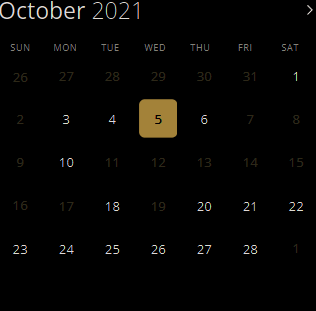 October 2021
SUN MON TUE WED THU FRI SAT
26 27 28 29 30 31 1
2 3 4 5 6 7 8
9 10 11 12 13 14 15
16 17 18 19 20 21 22
23 24 25 26 27 28 1